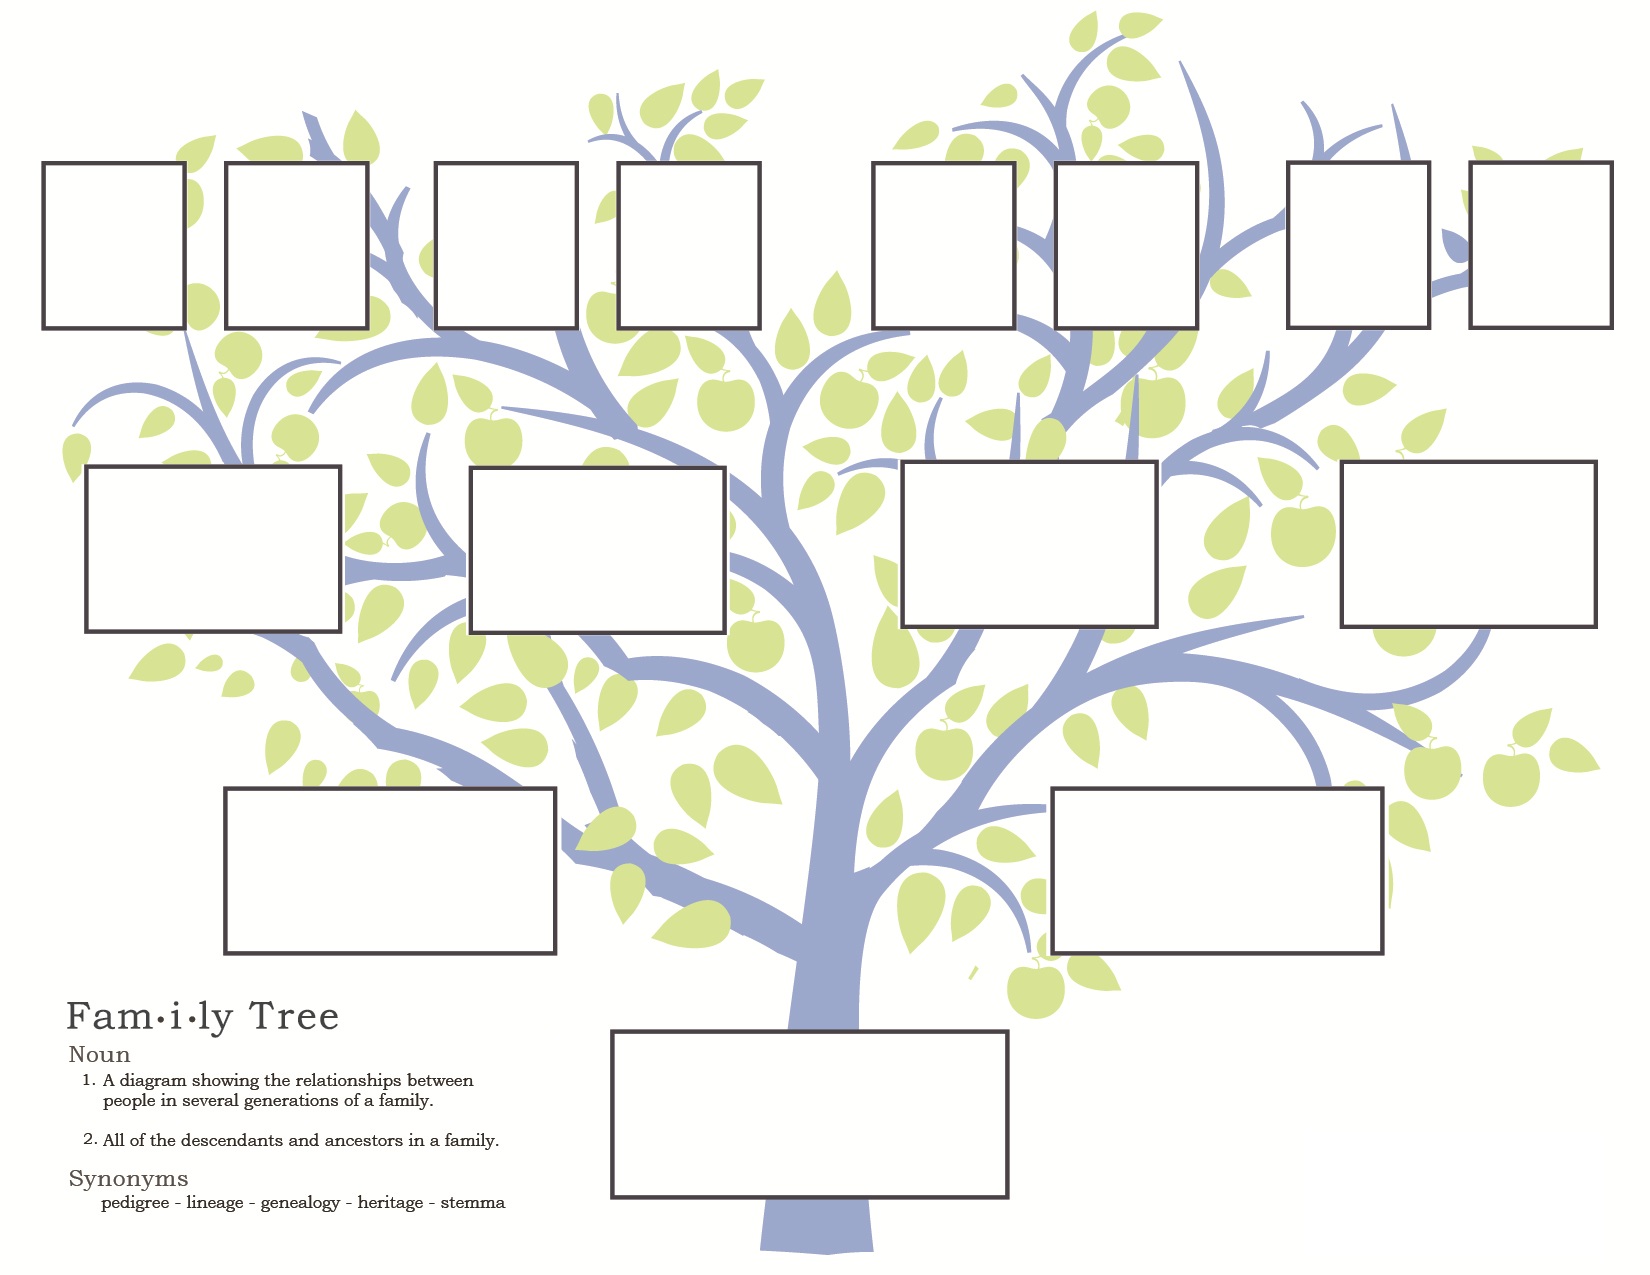 Fam·i·ly Tree
Noun
1. A diagram showing the relationships between
people in several generations of a family.
2. All of the descendants and ancestors in a family.
Synonyms
pedigree - lineage - genealogy - heritage - stemma